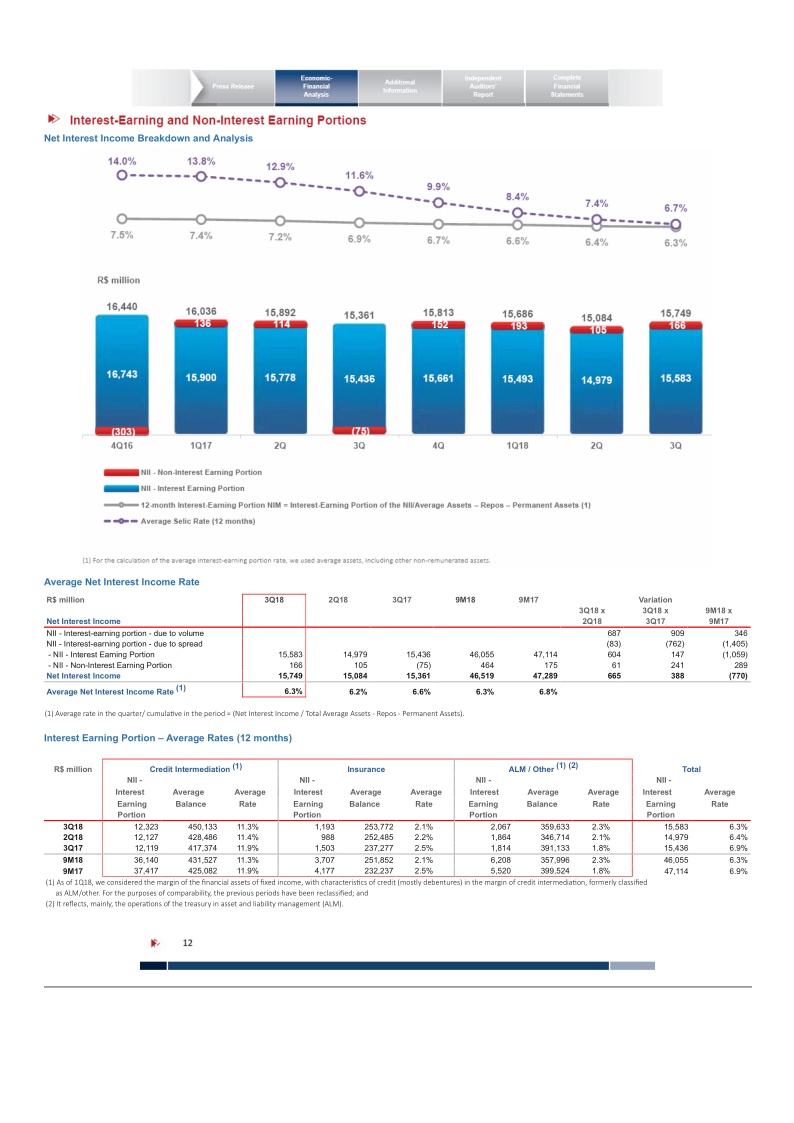 Press Release
Economic-
Financial
Analysis
Additional
Information
Independent
Auditors'
Report
Complete
Financial
Statements
Interest-Earning and Non-Interest Earning Portions
Net Interest Income Breakdown and Analysis
14.0% 13.8% 12.9% 11.6% 9.9% 8.4% 7.4% 6.7%
7.5% 7.4% 7.2% 6.9% 6.7% 6.6% 6.4% 6.3%
R$ million
16,440 16,036 15,892 15,361 15,813 15,686 15,084 15,749
136 114 152 193 105 166
16,743 15,900 15,778 15,436 15,661 15,493 14,979 15,583
(303) (75)
4Q16 1Q17 2Q 3Q 4Q 1Q18 2Q 3Q
NII - Non-Interest Earning Portion
NII - Interest Earning Portion
12-month Interest-Earning Portion NIM = Interest-Earning Portion of the NII/Average Assets – Repos – Permanent Assets (1)
Average Selic Rate (12 months)
(1) For the calculation of the average interest-earning portion rate, we used average assets, including other non-remunerated assets.
Average Net Interest Income Rate
R$ million 3Q18 2Q18 3Q17 9M18 9M17 Variation
3Q18 x 3Q18 x 9M18 x
Net Interest Income 2Q18 3Q17 9M17
NII - Interest-earning portion - due to volume 687 909 346
NII - Interest-earning portion - due to spread (83) (762) (1,405)
- NII - Interest Earning Portion 15,583 14,979 15,436 46,055 47,114 604 147 (1,059)
- NII - Non-Interest Earning Portion 166 105 (75) 464 175 61 241 289
Net Interest Income 15,749 15,084 15,361 46,519 47,289 665 388 (770)
Average Net Interest Income Rate (1) 6.3% 6.2% 6.6% 6.3% 6.8%
(1) Average rate in the quarter/ cumulative in the period = (Net Interest Income / Total Average Assets - Repos - Permanent Assets).
Interest Earning Portion – Average Rates (12 months)
R$ million Credit Intermediation (1) Insurance ALM / Other (1) (2) Total
NII - NII - NII - NII -
Interest Average Average Interest Average Average Interest Average Average Interest Average
Earning Balance Rate Earning Balance Rate Earning Balance Rate Earning Rate
Portion Portion Portion Portion
3Q18 12,323 450,133 11.3% 1,193 253,772 2.1% 2,067 359,633 2.3% 15,583 6.3%
2Q18 12,127 428,486 11.4% 988 252,485 2.2% 1,864 346,714 2.1% 14,979 6.4%
3Q17 12,119 417,374 11.9% 1,503 237,277 2.5% 1,814 391,133 1.8% 15,436 6.9%
9M18 36,140 431,527 11.3% 3,707 251,852 2.1% 6,208 357,996 2.3% 46,055 6.3%
9M17 37,417 425,082 11.9% 4,177 232,237 2.5% 5,520 399,524 1.8% 47,114 6.9%
(1) As of 1Q18, we considered the margin of the financial assets of fixed income, with characteristics of credit (mostly debentures) in the margin of credit intermediation, formerly classified
as ALM/other. For the purposes of comparability, the previous periods have been reclassified; and
(2) It reflects, mainly, the operations of the treasury in asset and liability management (ALM).
12